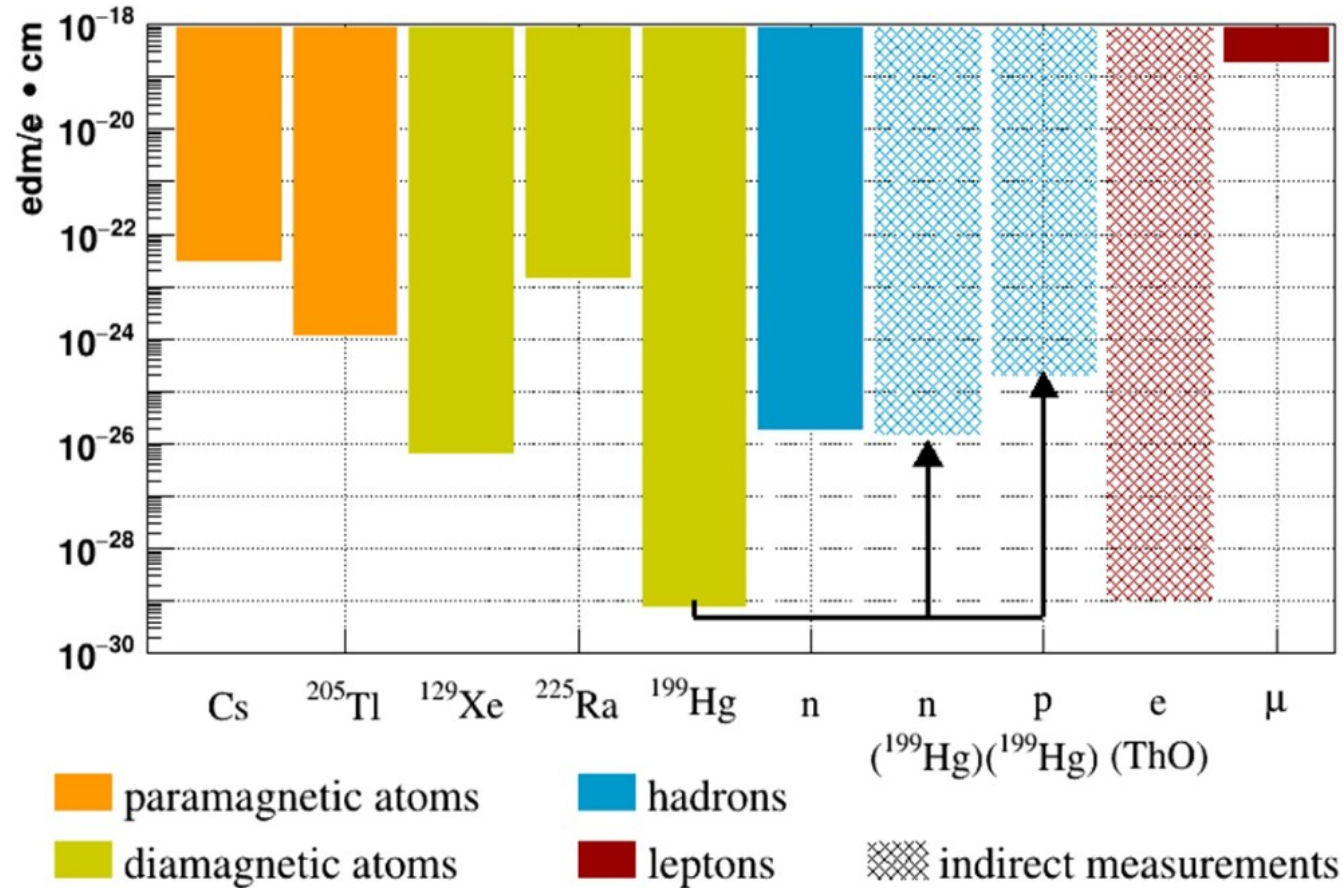 edm/e • cm
10⁻¹⁸
10⁻²⁰
10⁻²²
10⁻²⁴
10⁻²⁶
10⁻²⁸
10⁻³⁰
Cs ²⁰⁵Tl ¹²⁹Xe ²²⁵Ra ¹⁹⁹Hg n n p e μ
(¹⁹⁹Hg) (¹⁹⁹Hg) (ThO)
paramagnetic atoms hadrons
diamagnetic atoms leptons indirect measurements